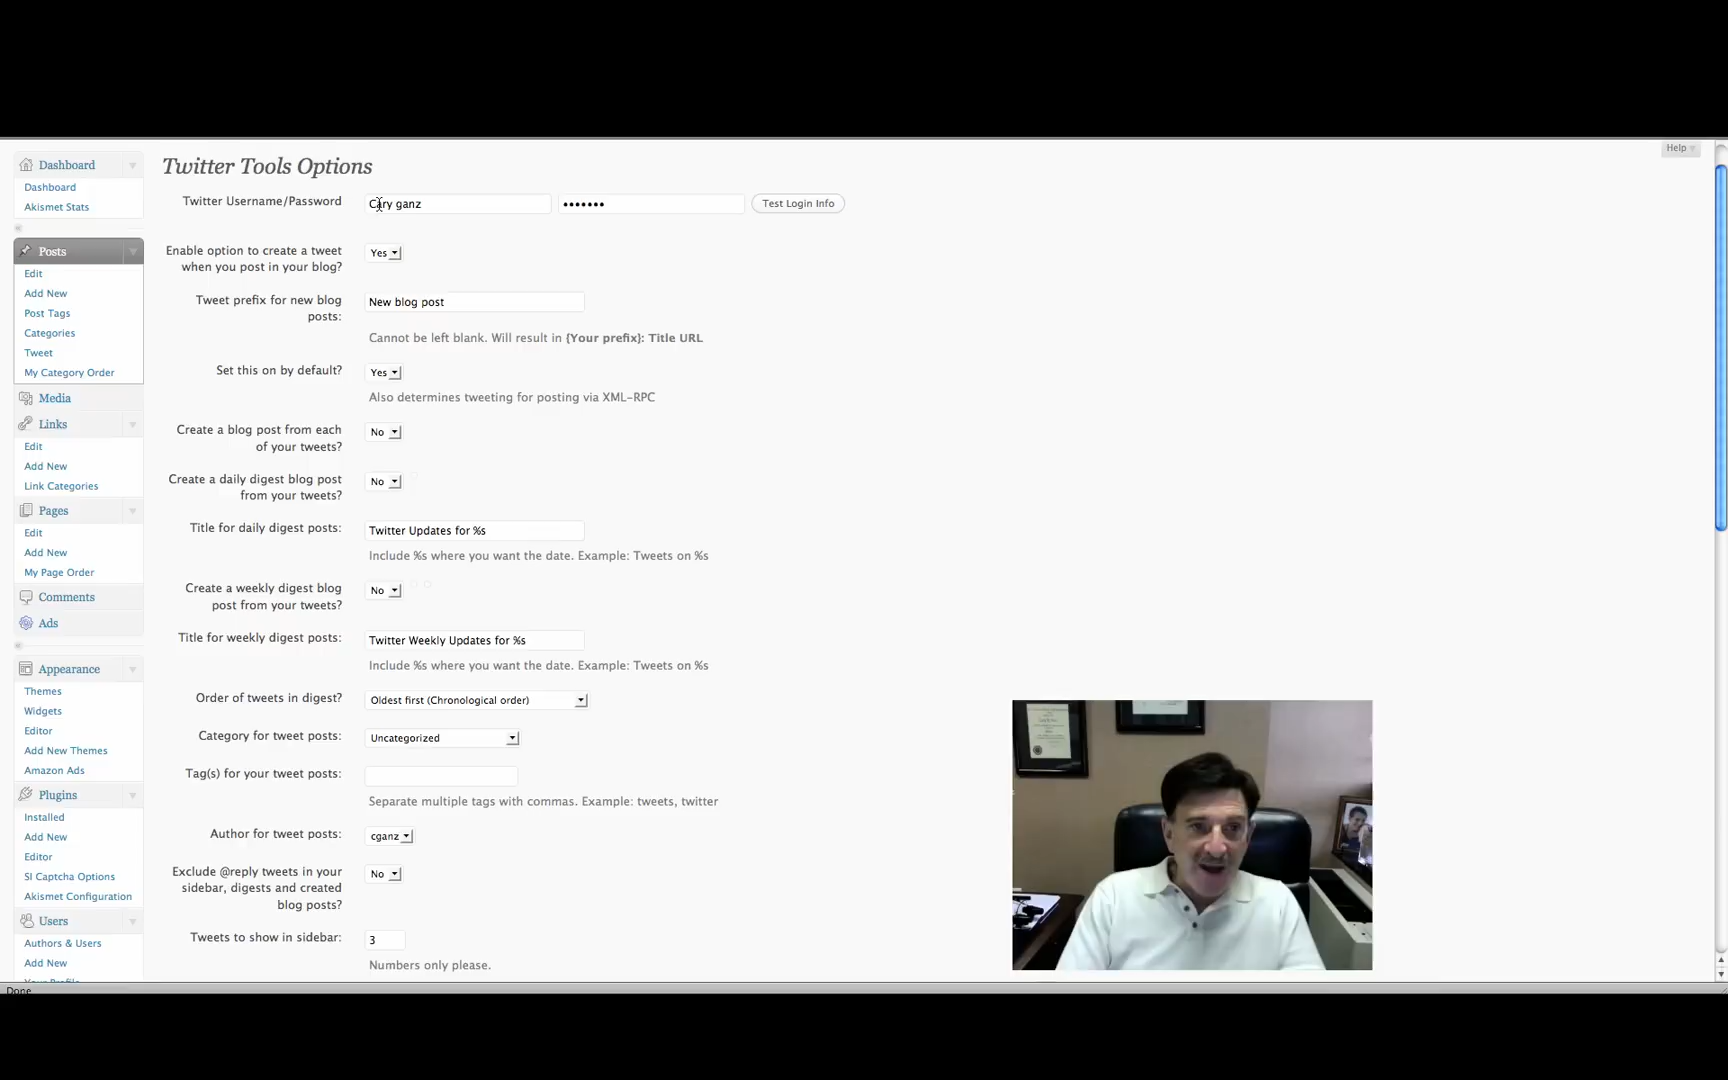 Help
Dashboard
Dashboard
Akismet Stats
Posts
Edit
Add New
Post Tags
Categories
Tweet
My Category Order
Media
Links
Edit
Add New
Link Categories
Pages
Edit
Add New
My Page Order
Comments
Ads
Appearance
Themes
Widgets
Editor
Add New Themes
Amazon Ads
Plugins
Installed
Add New
Editor
SI Captcha Options
Akismet Configuration
Users
Authors & Users
Add New
Your Profile
Twitter Tools Options
Twitter Username/Password Cary ganz ••••••• Test Login Info
Enable option to create a tweet
when you post in your blog?
Yes
Tweet prefix for new blog
posts:
New blog post
Cannot be left blank. Will result in {Your prefix}: Title URL
Set this on by default? Yes
Also determines tweeting for posting via XML-RPC
Create a blog post from each
of your tweets?
No
Create a daily digest blog post
from your tweets?
No
Title for daily digest posts: Twitter Updates for %s
Include %s where you want the date. Example: Tweets on %s
Create a weekly digest blog
post from your tweets?
No
Title for weekly digest posts: Twitter Weekly Updates for %s
Include %s where you want the date. Example: Tweets on %s
Order of tweets in digest? Oldest first (Chronological order)
Category for tweet posts: Uncategorized
Tag(s) for your tweet posts:
Separate multiple tags with commas. Example: tweets, twitter
Author for tweet posts: cganz
Exclude @reply tweets in your
sidebar, digests and created
blog posts?
No
Tweets to show in sidebar: 3
Numbers only please.
Done